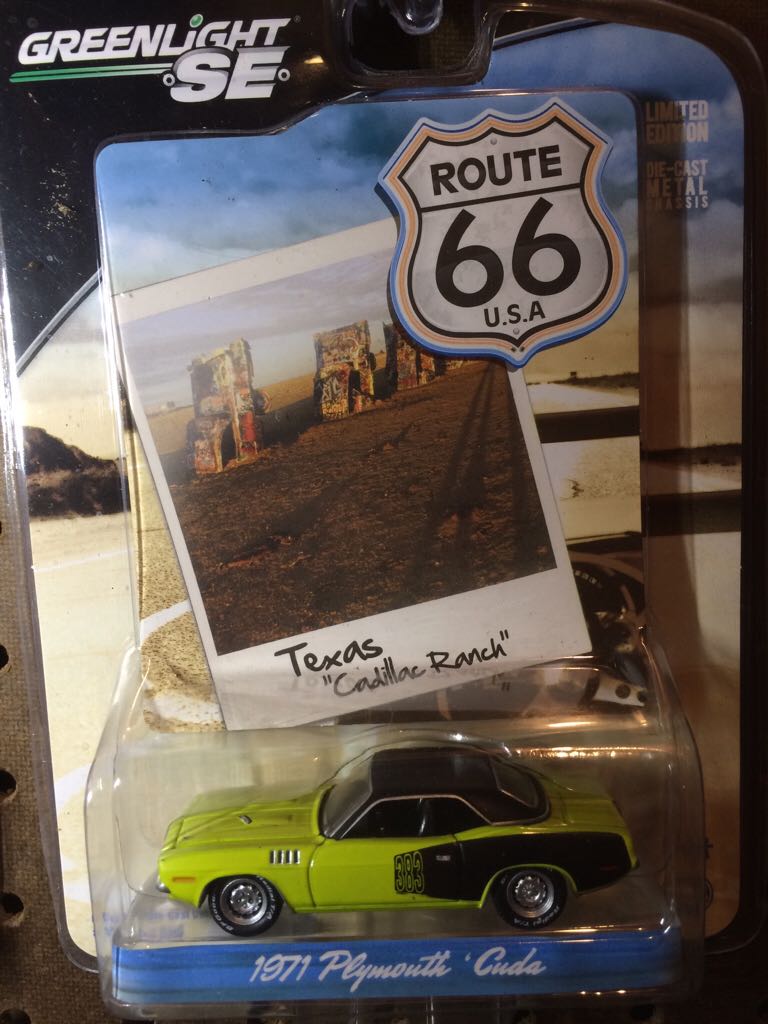 GREENLIGHT
SE
LIMITED
EDITION
DIE-CAST
METAL
CHASSIS
ROUTE
66
U.S.A
Texas
"Cadillac Ranch"
383
1971 Plymouth 'Cuda